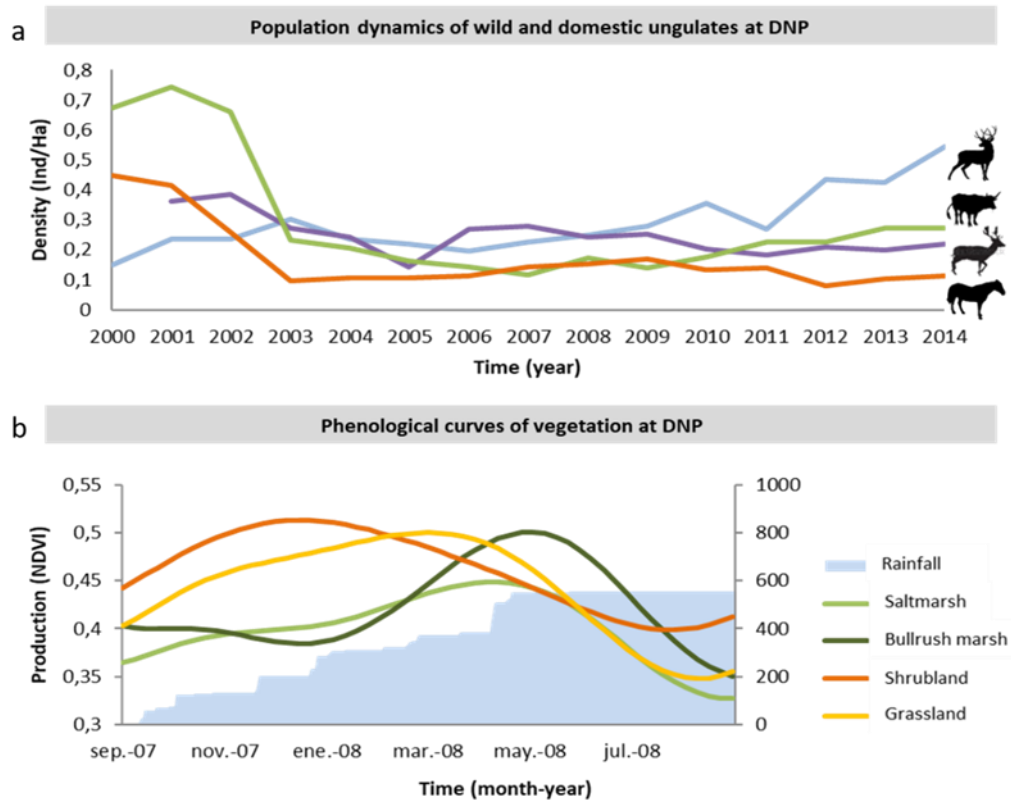 a
Population dynamics of wild and domestic ungulates at DNP
Density (Ind/Ha)
0,8
0,7
0,6
0,5
0,4
0,3
0,2
0,1
0
2000 2001 2002 2003 2004 2005 2006 2007 2008 2009 2010 2011 2012 2013 2014
Time (year)
b
Phenological curves of vegetation at DNP
Production (NDVI)
0,55
0,5
0,45
0,4
0,35
0,3
1000
800
600
400
200
0
sep.-07 nov.-07 ene.-08 mar.-08 may.-08 jul.-08
Time (month-year)
Rainfall
Saltmarsh
Bullrush marsh
Shrubland
Grassland